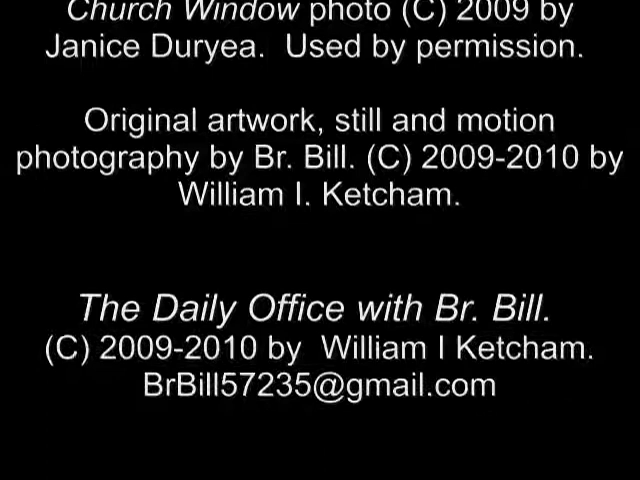 Church Window photo (C) 2009 by
Janice Duryea.  Used by permission.
Original artwork, still and motion
photography by Br. Bill. (C) 2009-2010 by
William I. Ketcham.
The Daily Office with Br. Bill.
(C) 2009-2010 by  William I Ketcham.
BrBill57235@gmail.com